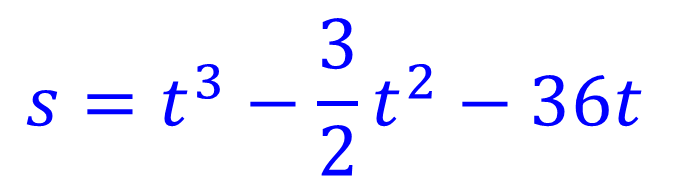 s = t³ − 3/2 t² − 36t